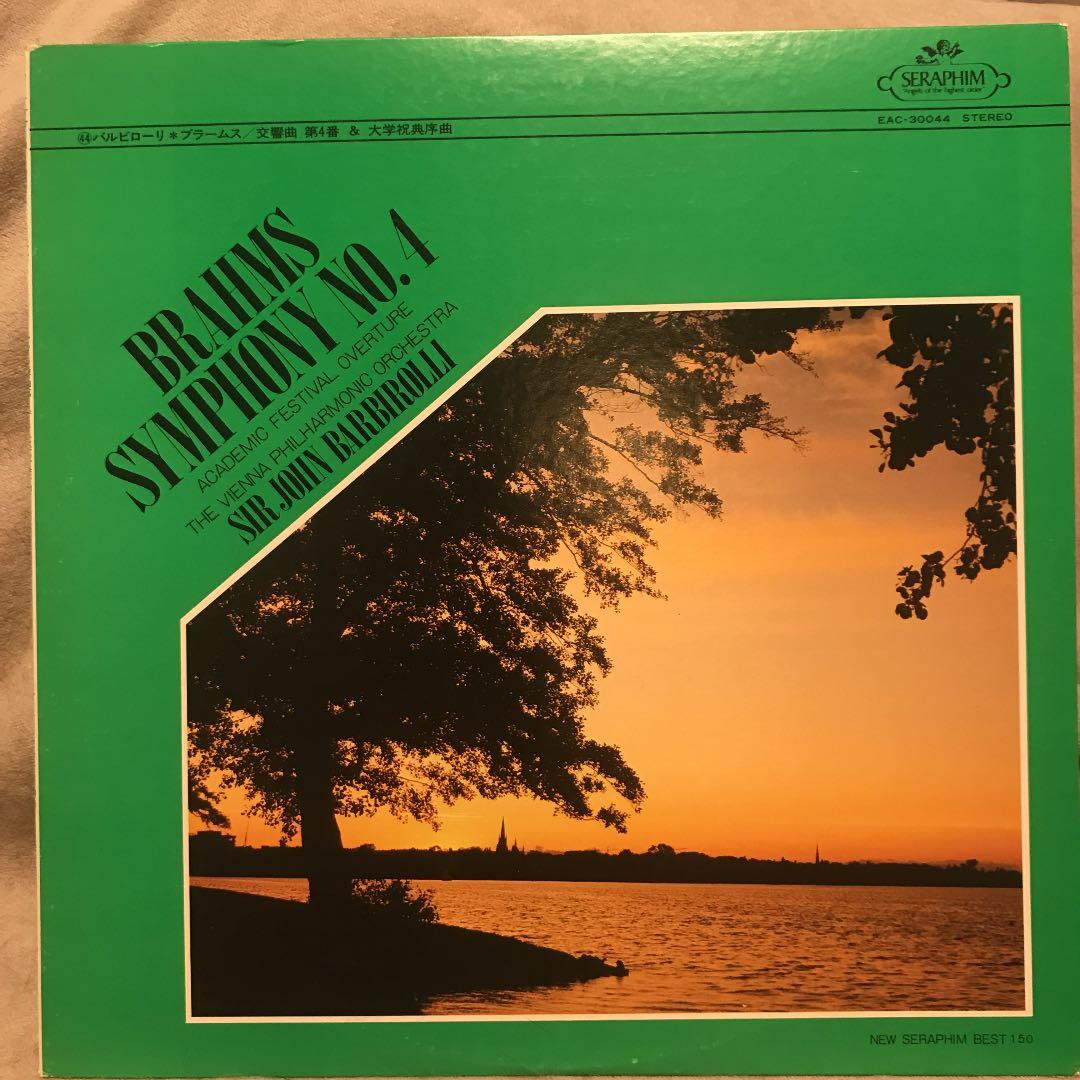 SERAPHIM
"Angels of the highest order"
EAC-30044 STEREO
㊹バルビローリ*ブラームス/交響曲 第4番 & 大学祝典序曲
BRAHMS
SYMPHONY NO. 4
ACADEMIC FESTIVAL OVERTURE
THE VIENNA PHILHARMONIC ORCHESTRA
SIR JOHN BARBIROLLI
NEW SERAPHIM BEST 150